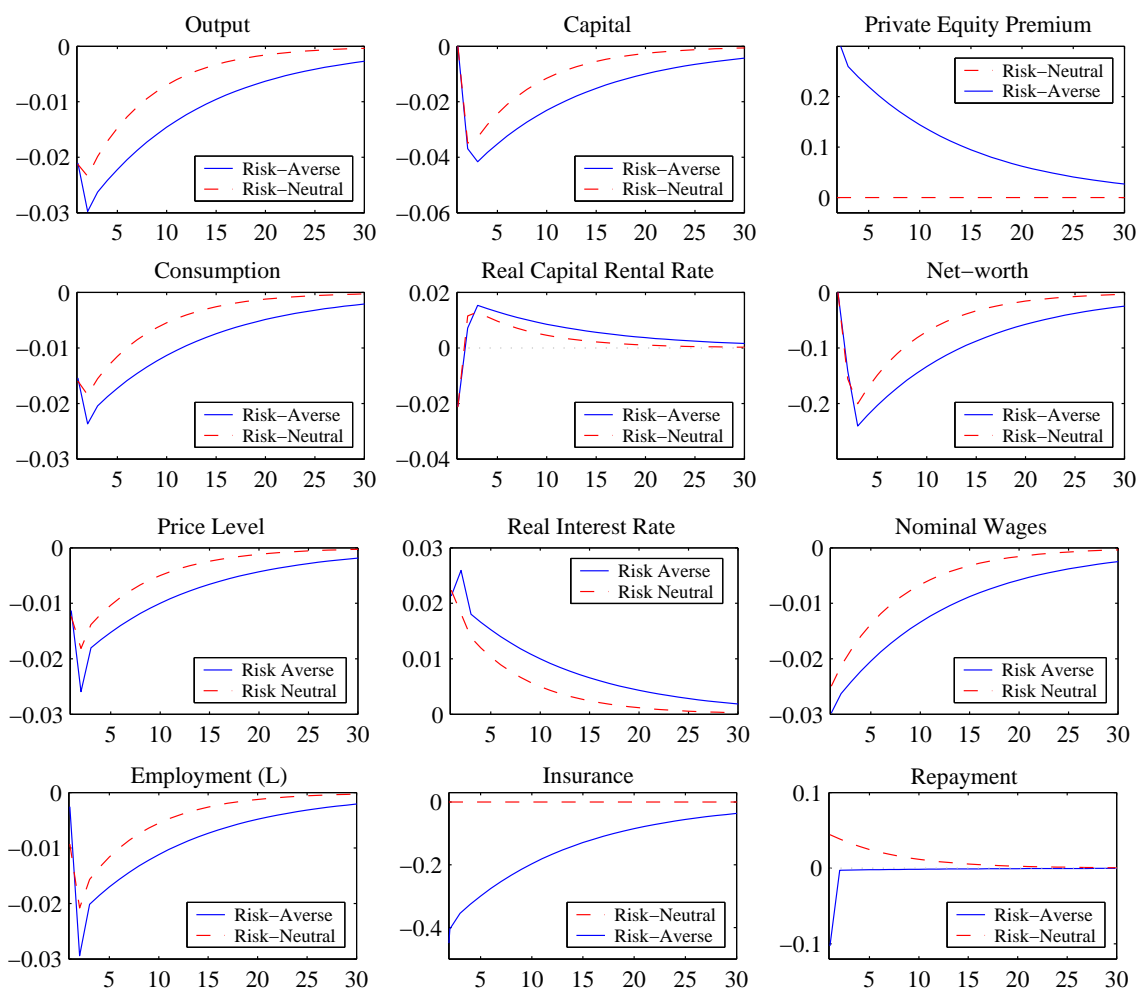 Output
0
−0.01
−0.02
−0.03
5 10 15 20 25 30
Risk−Averse
Risk−Neutral
Capital
0
−0.02
−0.04
−0.06
5 10 15 20 25 30
Risk−Averse
Risk−Neutral
Private Equity Premium
0.2
0.1
0
5 10 15 20 25 30
Risk−Neutral
Risk−Averse
Consumption
0
−0.01
−0.02
−0.03
5 10 15 20 25 30
Risk−Averse
Risk−Neutral
Real Capital Rental Rate
0.02
0
−0.02
−0.04
5 10 15 20 25 30
Risk−Averse
Risk−Neutral
Net−worth
0
−0.1
−0.2
5 10 15 20 25 30
Risk−Averse
Risk−Neutral
Price Level
0
−0.01
−0.02
−0.03
5 10 15 20 25 30
Risk Averse
Risk Neutral
Real Interest Rate
0.03
0.02
0.01
0
5 10 15 20 25 30
Risk Averse
Risk Neutral
Nominal Wages
0
−0.01
−0.02
−0.03
5 10 15 20 25 30
Risk Averse
Risk Neutral
Employment (L)
0
−0.01
−0.02
−0.03
5 10 15 20 25 30
Risk−Averse
Risk−Neutral
Insurance
0
−0.2
−0.4
5 10 15 20 25 30
Risk−Neutral
Risk−Averse
Repayment
0.1
0
−0.1
5 10 15 20 25 30
Risk−Averse
Risk−Neutral